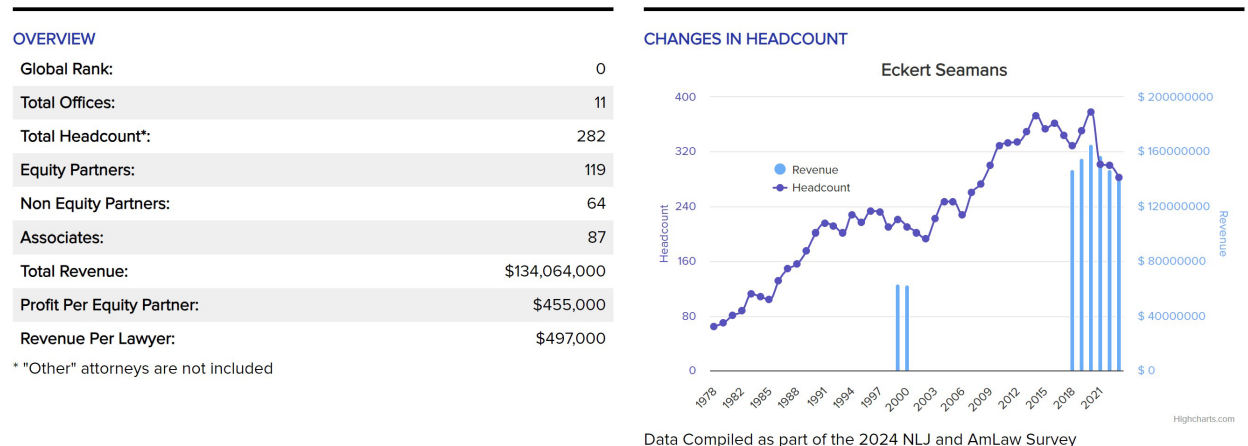 OVERVIEW
Global Rank: 0
Total Offices: 11
Total Headcount*: 282
Equity Partners: 119
Non Equity Partners: 64
Associates: 87
Total Revenue: $134,064,000
Profit Per Equity Partner: $455,000
Revenue Per Lawyer: $497,000
* "Other" attorneys are not included
CHANGES IN HEADCOUNT
Eckert Seamans
400 $ 200000000
320 $ 160000000
Revenue
Headcount
240 $ 120000000
160 $ 80000000
80 $ 40000000
0 $ 0
Headcount
Revenue
1978 1982 1985 1988 1991 1994 1997 2000 2003 2006 2009 2012 2015 2018 2021
Highcharts.com
Data Compiled as part of the 2024 NLJ and AmLaw Survey